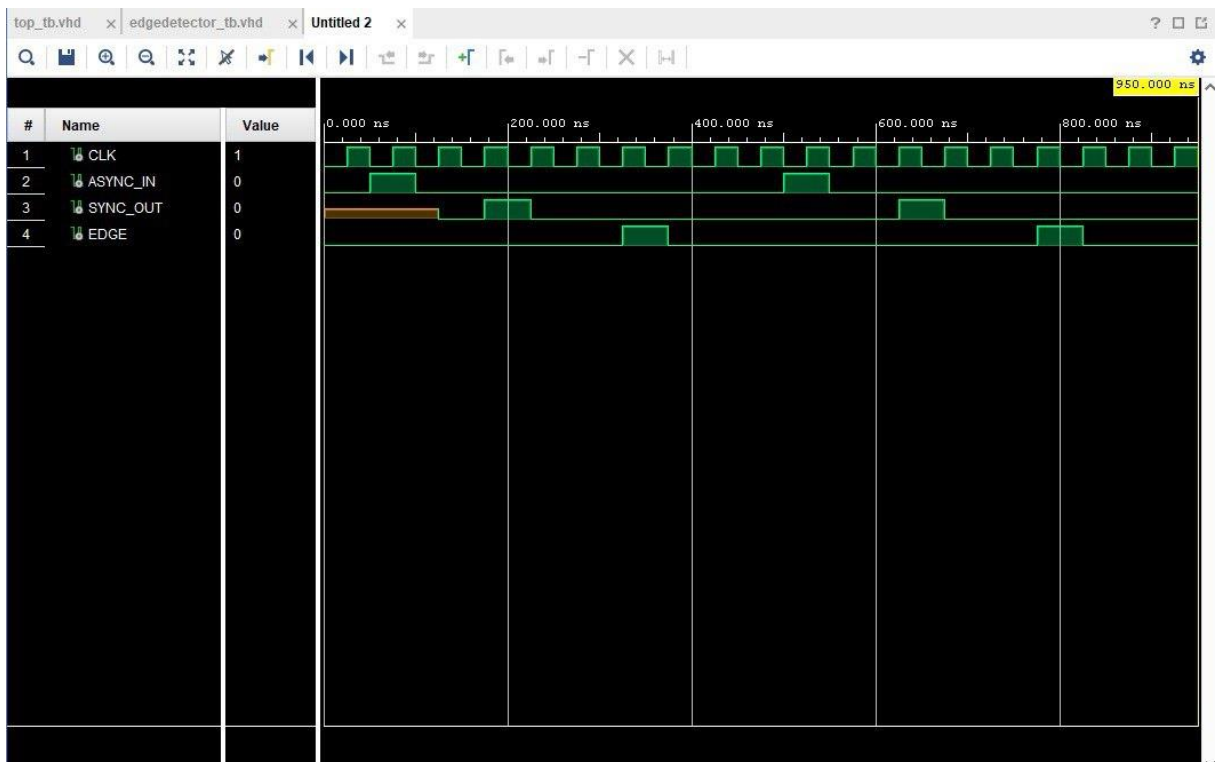 top_tb.vhd × edgedetector_tb.vhd × Untitled 2 ×
950.000 ns
# Name Value 0.000 ns 200.000 ns 400.000 ns 600.000 ns 800.000 ns
1 CLK 1
2 ASYNC_IN 0
3 SYNC_OUT 0
4 EDGE 0